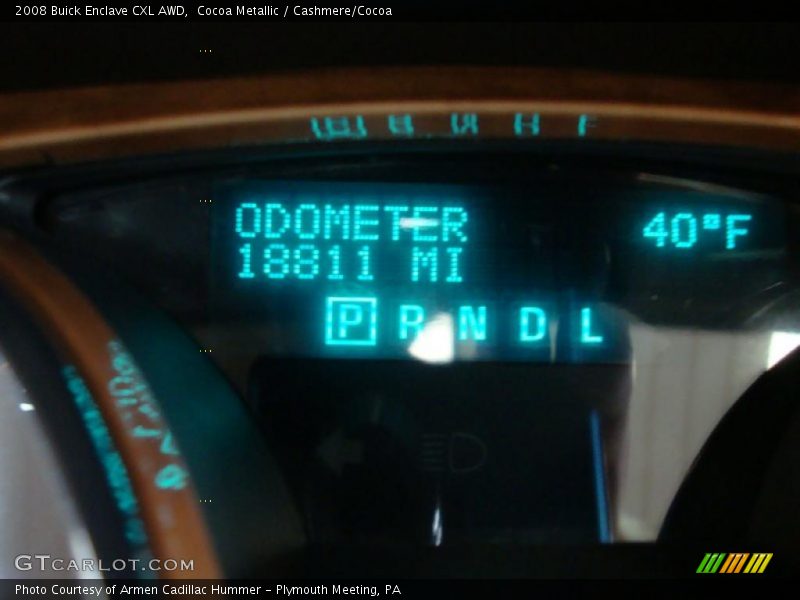 2008 Buick Enclave CXL AWD,  Cocoa Metallic / Cashmere/Cocoa
ODOMETER 40°F
18811 MI
P R N D L
GTCARLOT.COM
Photo Courtesy of Armen Cadillac Hummer - Plymouth Meeting, PA